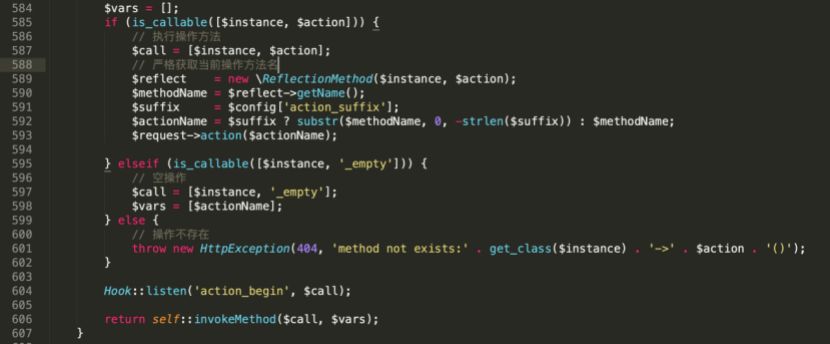 584 $vars = [];
585 if (is_callable([$instance, $action])) {
586 // 执行操作方法
587 $call = [$instance, $action];
588 // 严格获取当前操作方法名
589 $reflect    = new \ReflectionMethod($instance, $action);
590 $methodName = $reflect->getName();
591 $suffix     = $config['action_suffix'];
592 $actionName = $suffix ? substr($methodName, 0, -strlen($suffix)) : $methodName;
593 $request->action($actionName);
594
595 } elseif (is_callable([$instance, '_empty'])) {
596 // 空操作
597 $call = [$instance, '_empty'];
598 $vars = [$actionName];
599 } else {
600 // 操作不存在
601 throw new HttpException(404, 'method not exists:' . get_class($instance) . '->' . $action . '()');
602 }
603
604 Hook::listen('action_begin', $call);
605
606 return self::invokeMethod($call, $vars);
607 }